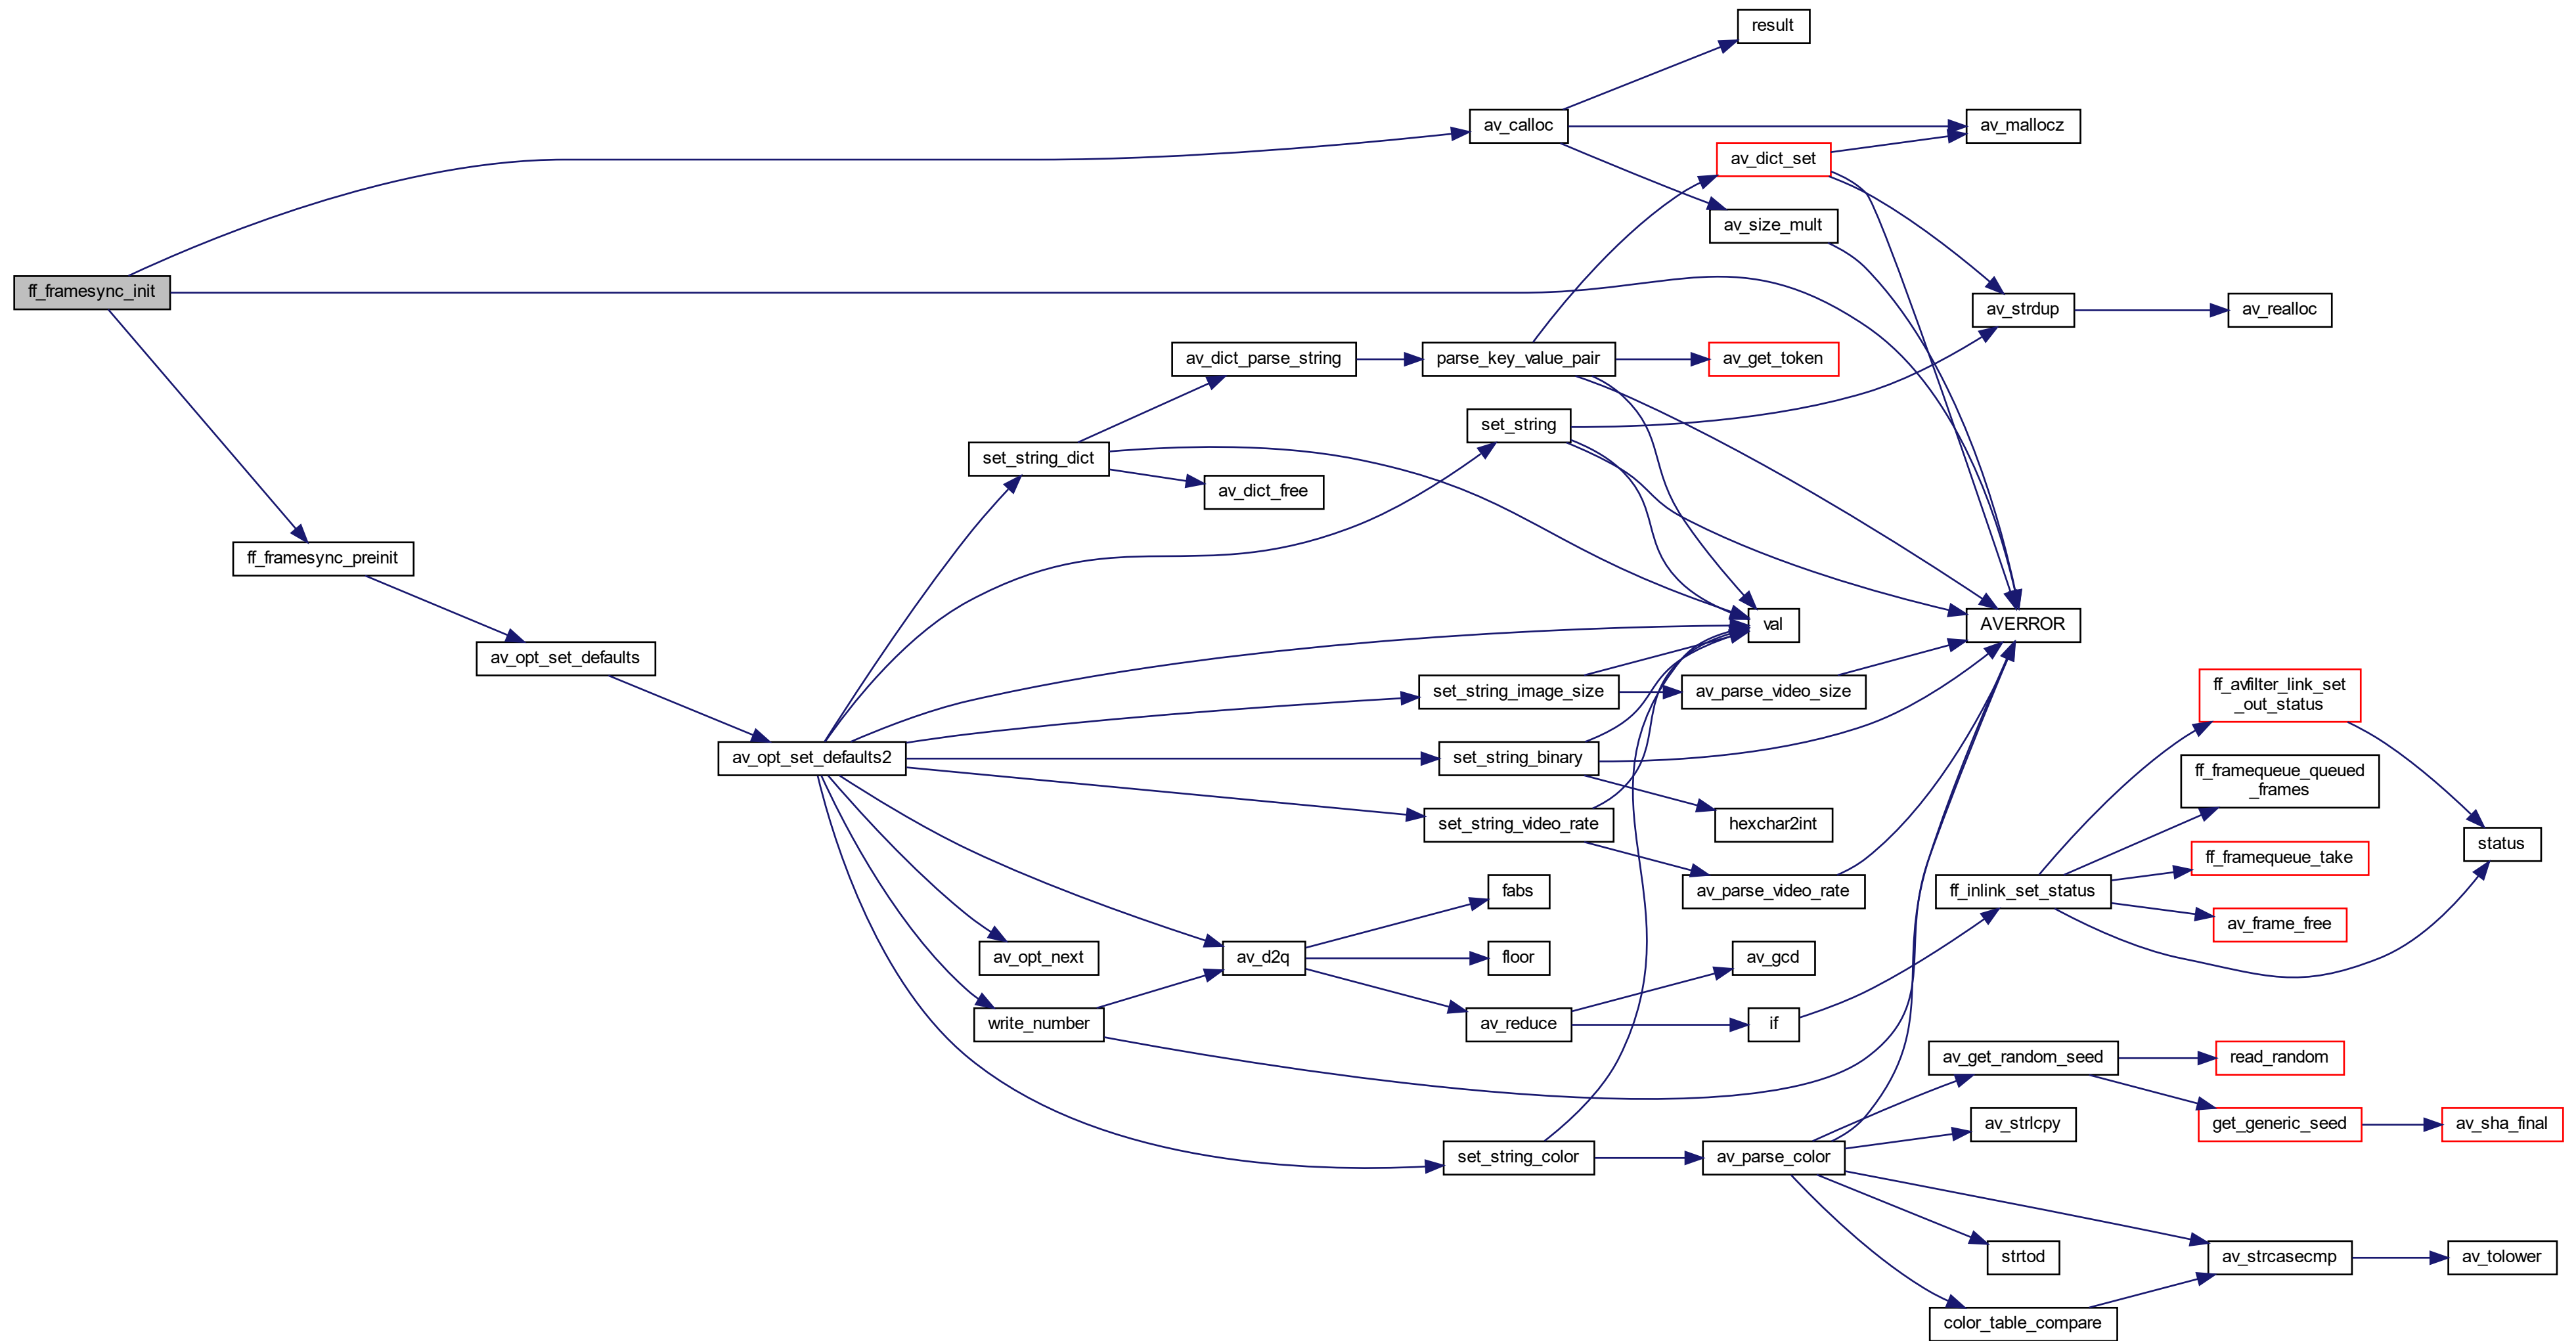 result
av_calloc
av_mallocz
av_dict_set
av_size_mult
ff_framesync_init
av_strdup
av_realloc
av_dict_parse_string
parse_key_value_pair
av_get_token
set_string
set_string_dict
av_dict_free
ff_framesync_preinit
val
AVERROR
av_opt_set_defaults
set_string_image_size
av_parse_video_size
ff_avfilter_link_set
_out_status
av_opt_set_defaults2
set_string_binary
ff_framequeue_queued
_frames
set_string_video_rate
hexchar2int
status
ff_framequeue_take
fabs
av_parse_video_rate
ff_inlink_set_status
av_frame_free
av_opt_next
av_d2q
floor
av_gcd
write_number
av_reduce
if
av_get_random_seed
read_random
av_strlcpy
get_generic_seed
av_sha_final
set_string_color
av_parse_color
strtod
av_strcasecmp
av_tolower
color_table_compare